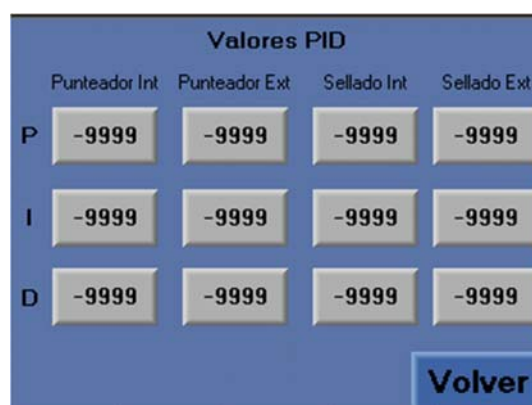 Valores PID
Punteador Int Punteador Ext Sellado Int Sellado Ext
P -9999 -9999 -9999 -9999
I -9999 -9999 -9999 -9999
D -9999 -9999 -9999 -9999
Volver